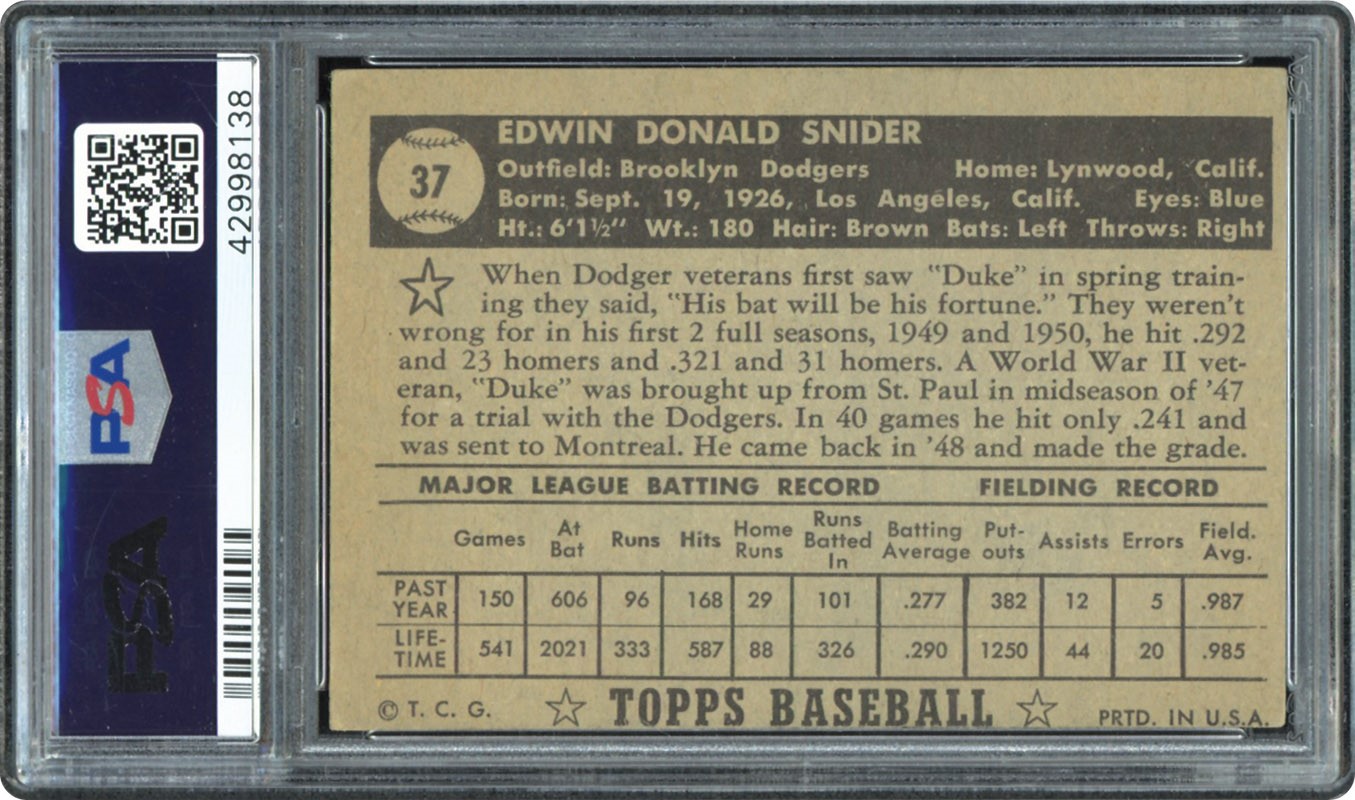 42998138
PSA
PSA
37
EDWIN DONALD SNIDER
Outfield: Brooklyn Dodgers Home: Lynwood, Calif.
Born: Sept. 19, 1926, Los Angeles, Calif. Eyes: Blue
Ht.: 6'1½" Wt.: 180 Hair: Brown Bats: Left Throws: Right
When Dodger veterans first saw "Duke" in spring train-
ing they said, "His bat will be his fortune." They weren't
wrong for in his first 2 full seasons, 1949 and 1950, he hit .292
and 23 homers and .321 and 31 homers. A World War II vet-
eran, "Duke" was brought up from St. Paul in midseason of '47
for a trial with the Dodgers. In 40 games he hit only .241 and
was sent to Montreal. He came back in '48 and made the grade.
MAJOR LEAGUE BATTING RECORD FIELDING RECORD
Games At Bat Runs Hits Home Runs Runs Batted In Batting Average Put-outs Assists Errors Field. Avg.
PAST YEAR 150 606 96 168 29 101 .277 382 12 5 .987
LIFE-TIME 541 2021 333 587 88 326 .290 1250 44 20 .985
© T. C. G. TOPPS BASEBALL PRTD. IN U.S.A.